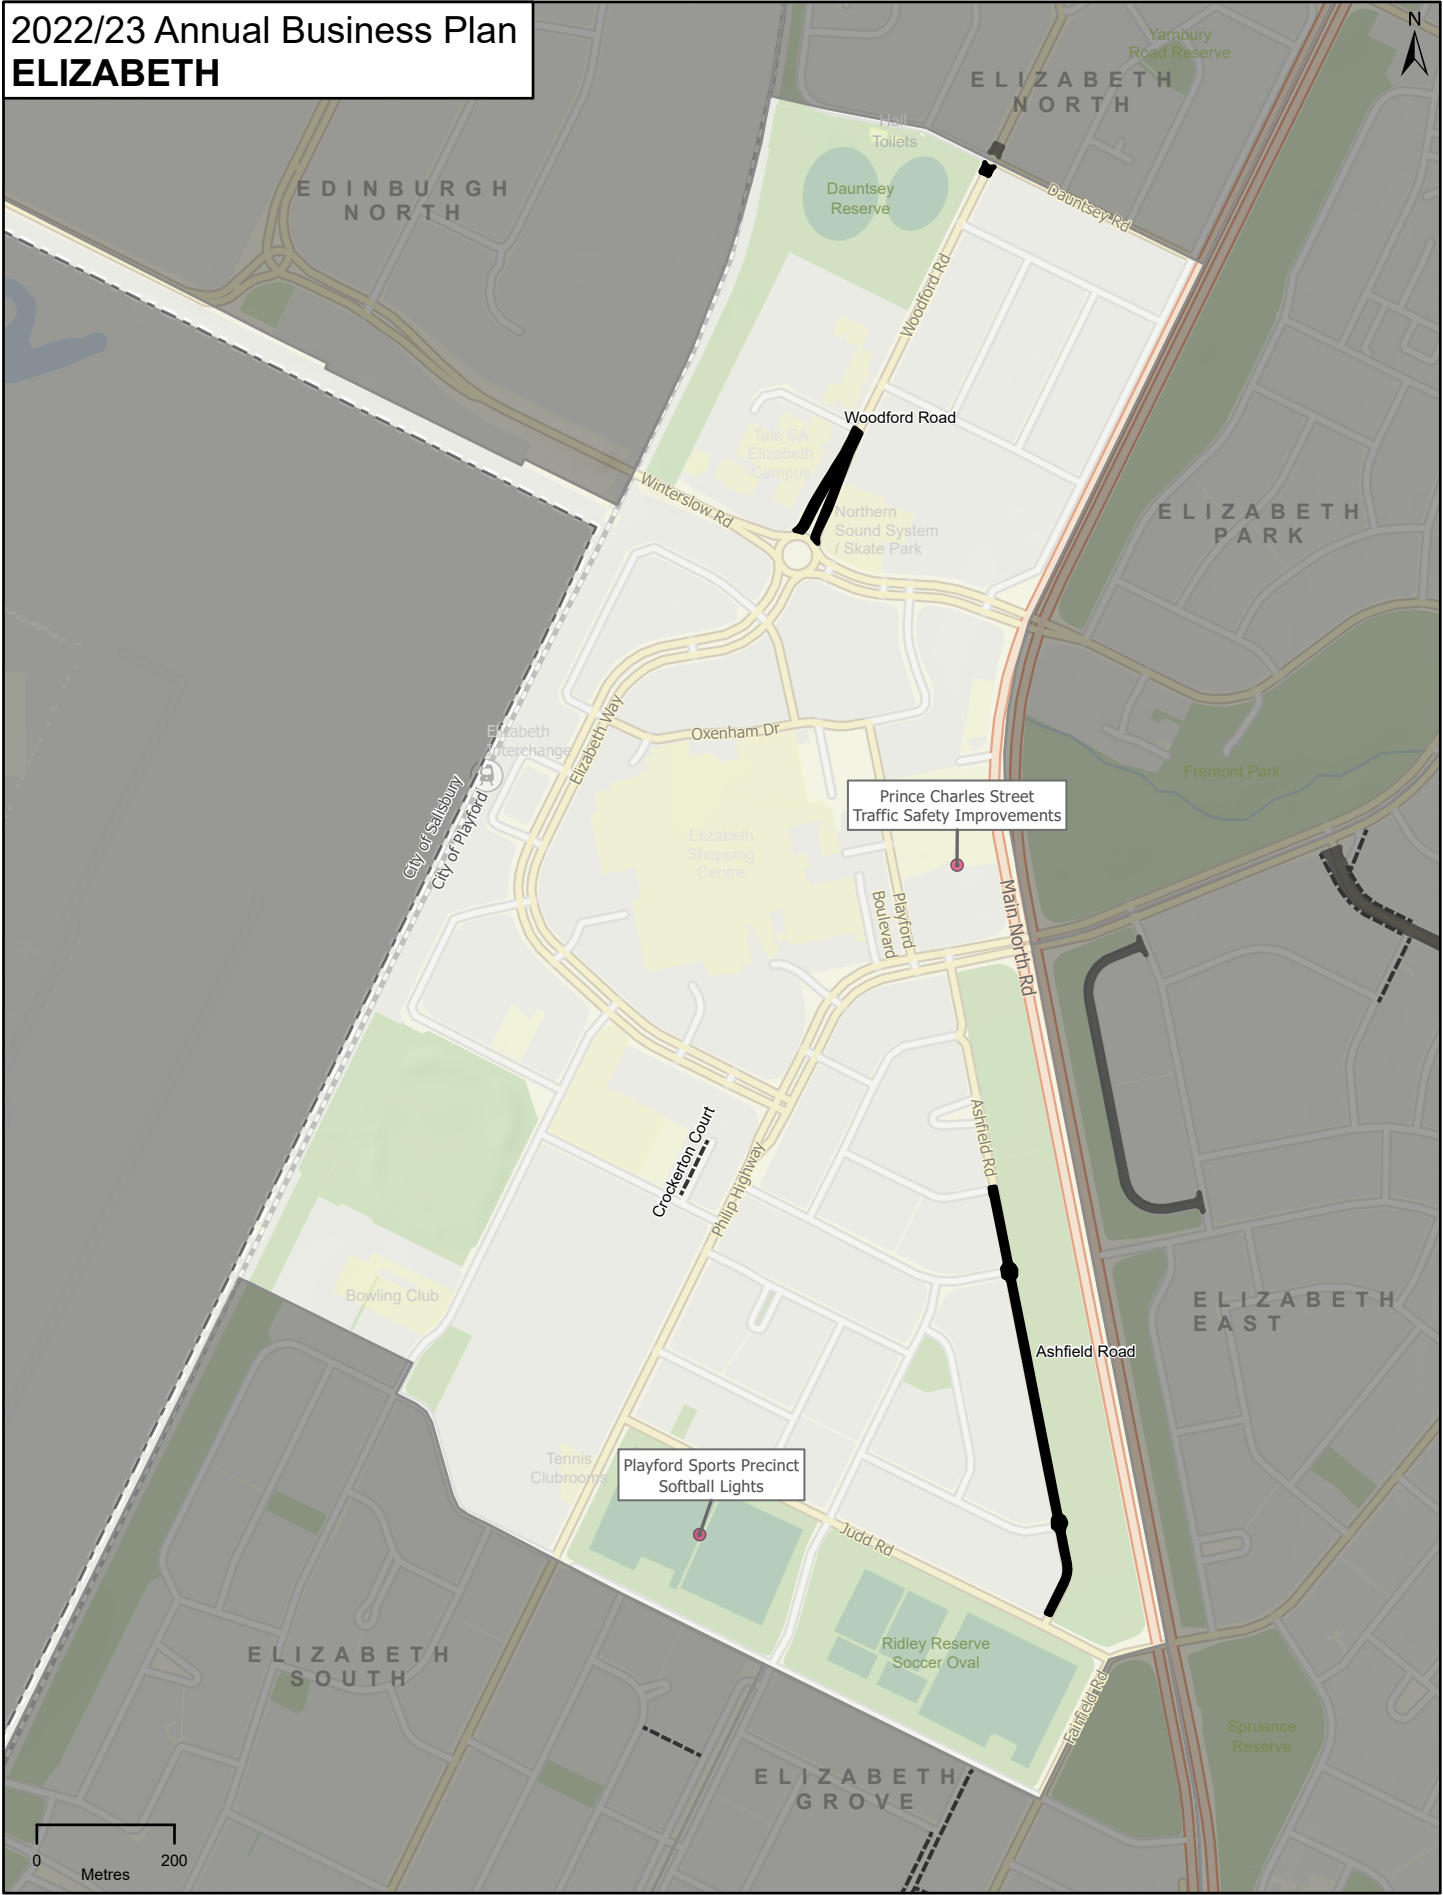 2022/23 Annual Business Plan
ELIZABETH
N
Yarnbury
Road Reserve
ELIZABETH
NORTH
Hall
Toilets
EDINBURGH
NORTH
Dauntsey
Reserve
Dauntsey Rd
Woodford Rd
Woodford Road
Tafe SA
Elizabeth
Campus
Winterslow Rd
Northern
Sound System
/ Skate Park
ELIZABETH
PARK
Elizabeth
Interchange
Elizabeth Way
Oxenham Dr
Fremont Park
City of Salisbury
City of Playford
Prince Charles Street
Traffic Safety Improvements
Elizabeth
Shopping
Centre
Playford
Boulevard
Main North Rd
Ashfield Rd
Crockerton Court
Philip Highway
Bowling Club
ELIZABETH
EAST
Ashfield Road
Tennis
Clubrooms
Playford Sports Precinct
Softball Lights
Judd Rd
Ridley Reserve
Soccer Oval
ELIZABETH
SOUTH
Fairfield Rd
Spruance
Reserve
ELIZABETH
GROVE
0 200
Metres